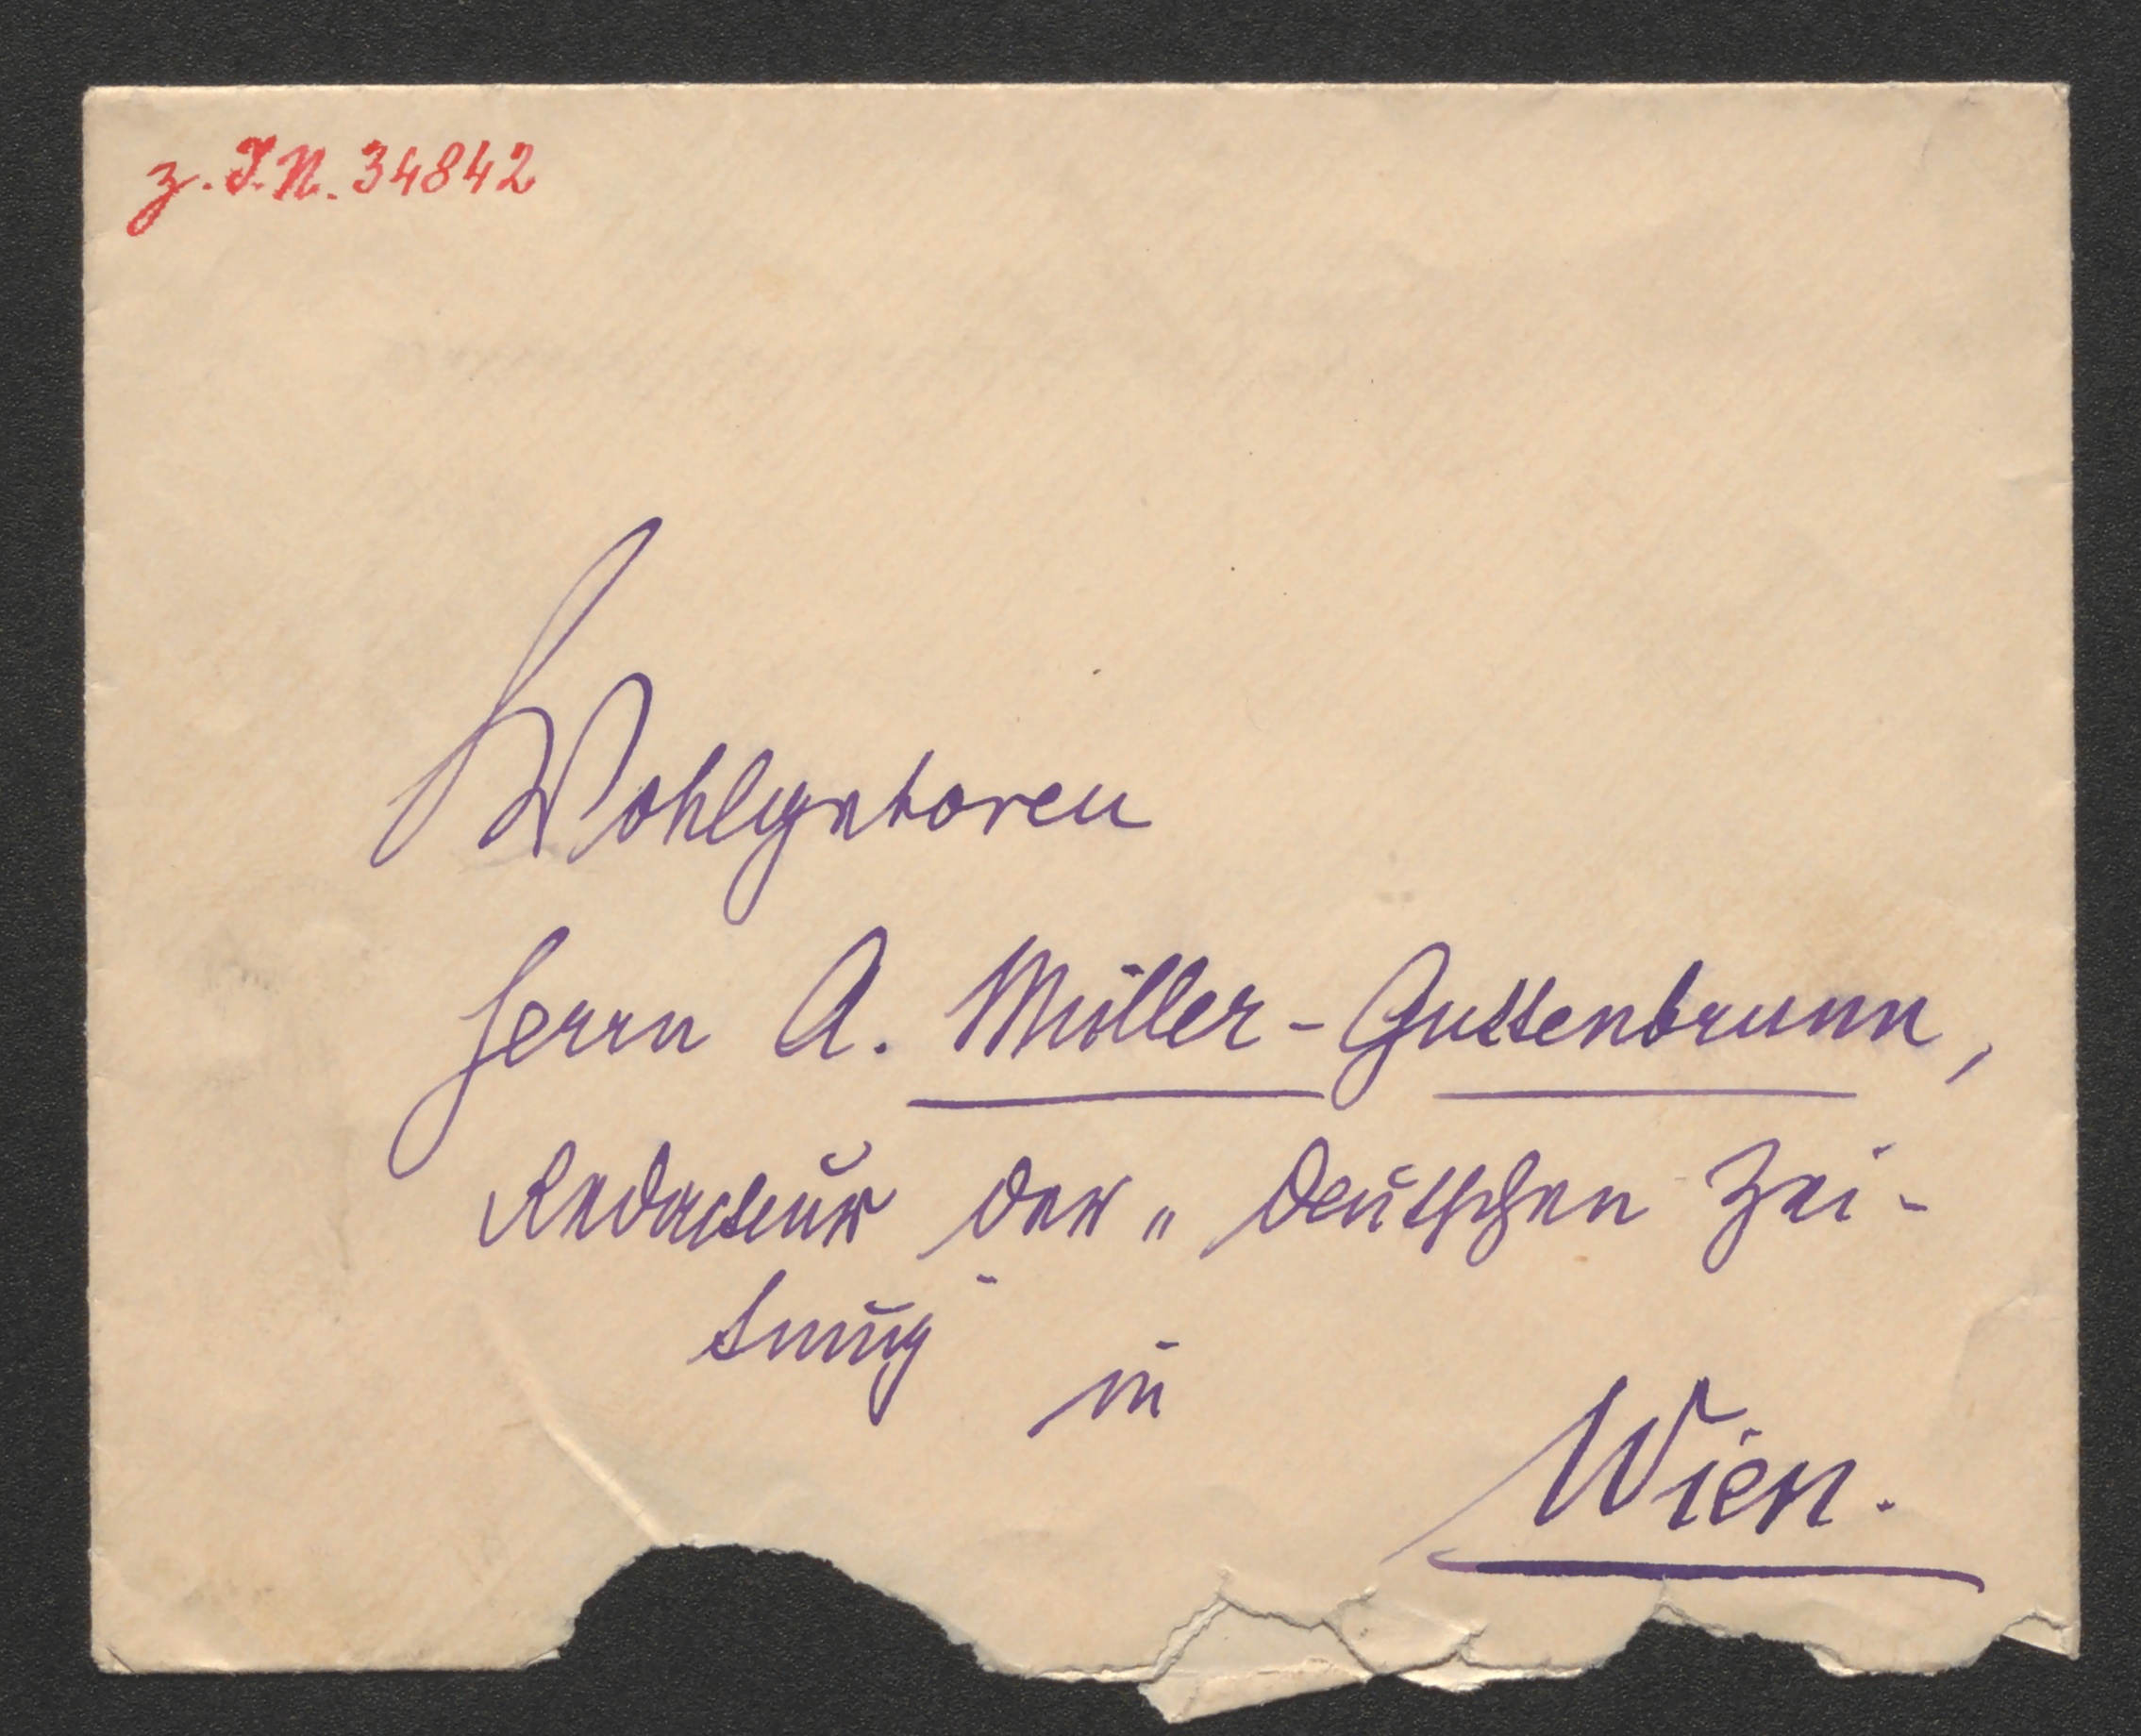 z. I.N. 34842
Wohlgeboren
Herrn A. Müller-Guttenbrunn,
Redacteur der „Deutschen Zei-
tung"
in
Wien.